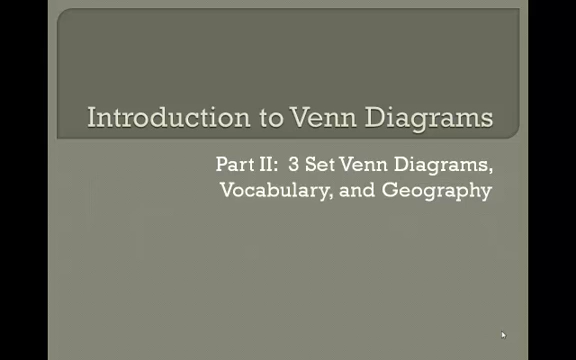 Introduction to Venn Diagrams
Part II:  3 Set Venn Diagrams,
Vocabulary, and Geography